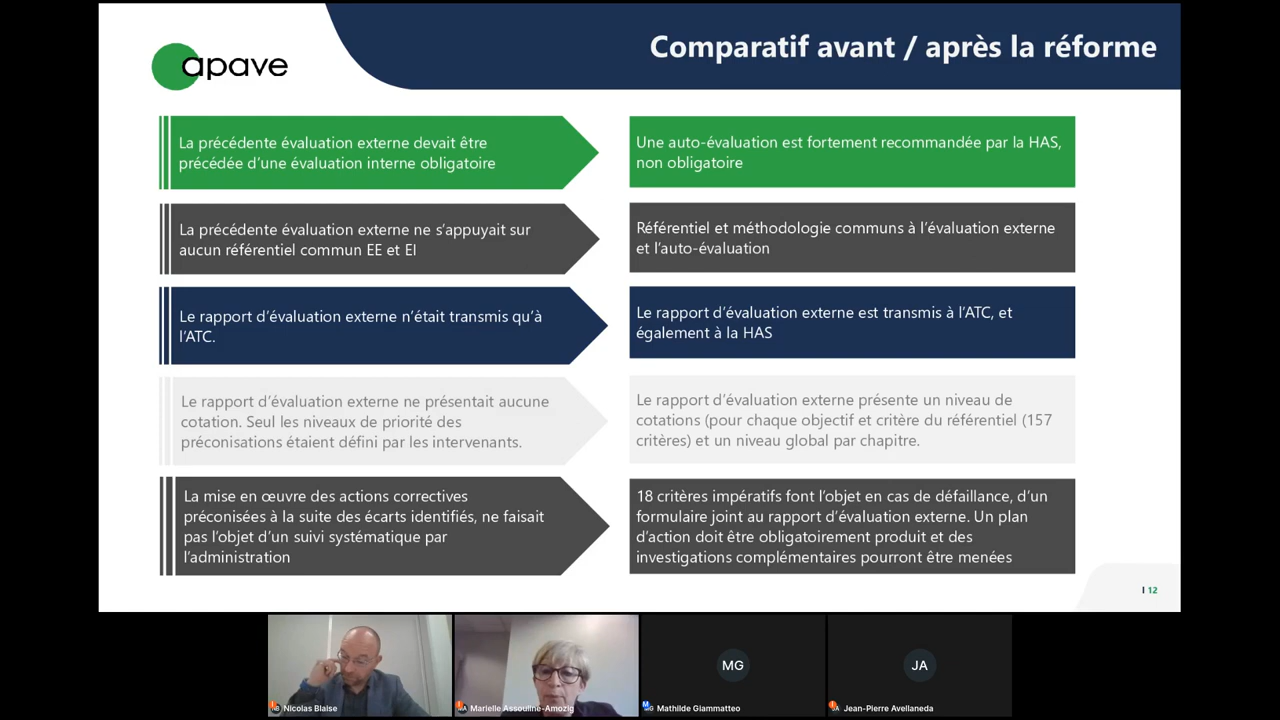 apave
Comparatif avant / après la réforme
La précédente évaluation externe devait être
précédée d'une évaluation interne obligatoire
Une auto-évaluation est fortement recommandée par la HAS,
non obligatoire
La précédente évaluation externe ne s'appuyait sur
aucun référentiel commun EE et EI
Référentiel et méthodologie communs à l'évaluation externe
et l'auto-évaluation
Le rapport d'évaluation externe n'était transmis qu'à
l'ATC.
Le rapport d'évaluation externe est transmis à l'ATC, et
également à la HAS
Le rapport d'évaluation externe ne présentait aucune
cotation. Seul les niveaux de priorité des
préconisations étaient défini par les intervenants.
Le rapport d'évaluation externe présente un niveau de
cotations (pour chaque objectif et critère du référentiel (157
critères) et un niveau global par chapitre.
La mise en œuvre des actions correctives
préconisées à la suite des écarts identifiés, ne faisait
pas l'objet d'un suivi systématique par
l'administration
18 critères impératifs font l'objet en cas de défaillance, d'un
formulaire joint au rapport d'évaluation externe. Un plan
d'action doit être obligatoirement produit et des
investigations complémentaires pourront être menées
I 12
MG
JA
Nicolas Blaise
Marielle Assouline-Amozig
Mathilde Giammatteo
Jean-Pierre Avellaneda